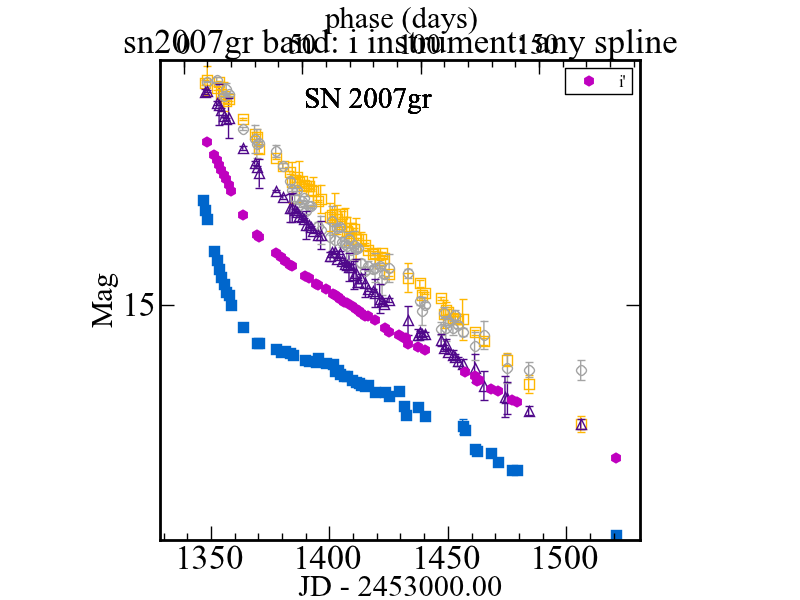 phase (days)
sn2007gr band: i instrument: any spline
0 50 100 150
i'
SN 2007gr
Mag
15
1350 1400 1450 1500
JD - 2453000.00